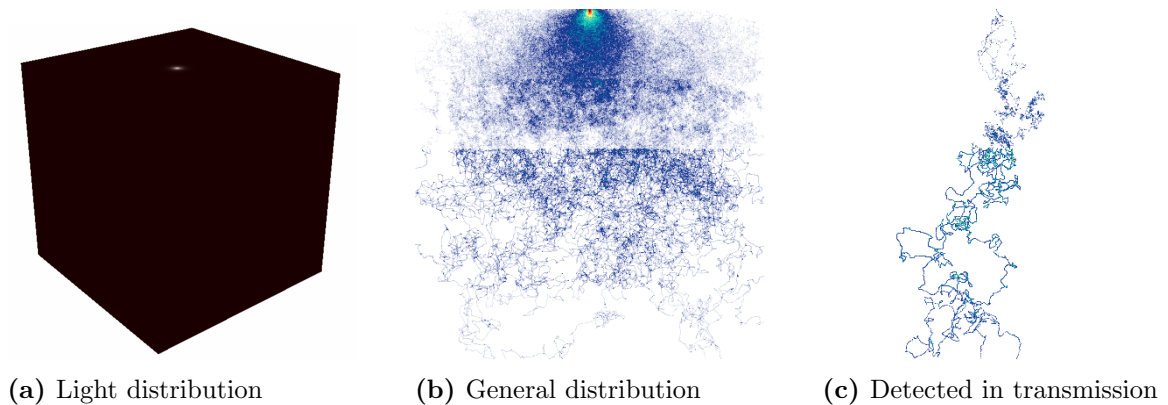 (a) Light distribution
(b) General distribution
(c) Detected in transmission